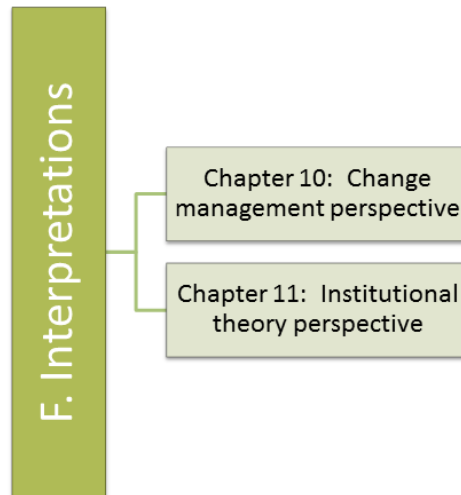 F. Interpretations
Chapter 10: Change
management perspective
Chapter 11: Institutional
theory perspective